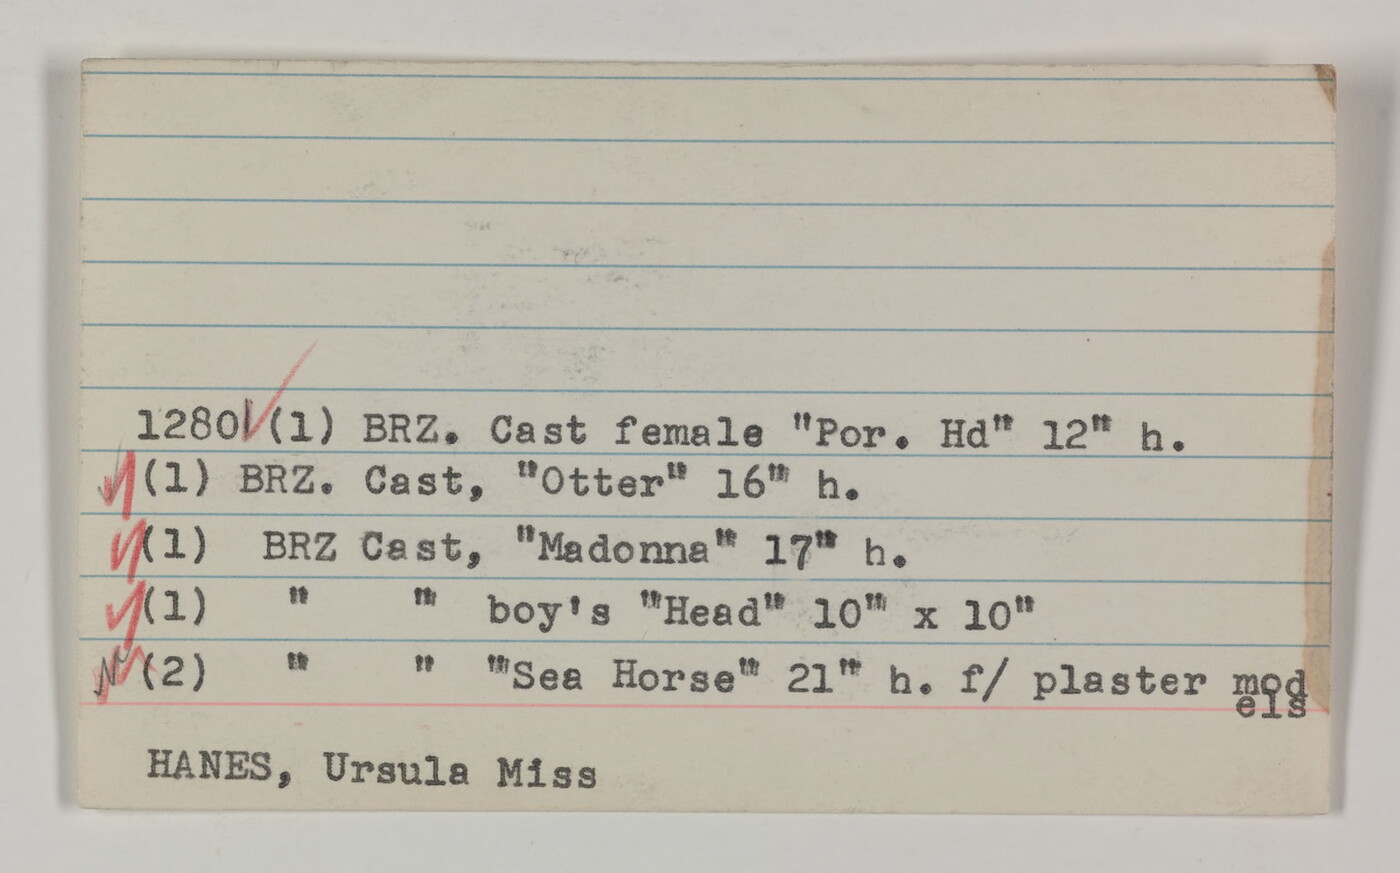 1280 (1) BRZ. Cast female "Por. Hd" 12" h.
(1) BRZ. Cast, "Otter" 16" h.
(1) BRZ Cast, "Madonna" 17" h.
(1) " " boy's "Head" 10" x 10"
(2) " " "Sea Horse" 21" h. f/ plaster mod
els
HANES, Ursula Miss